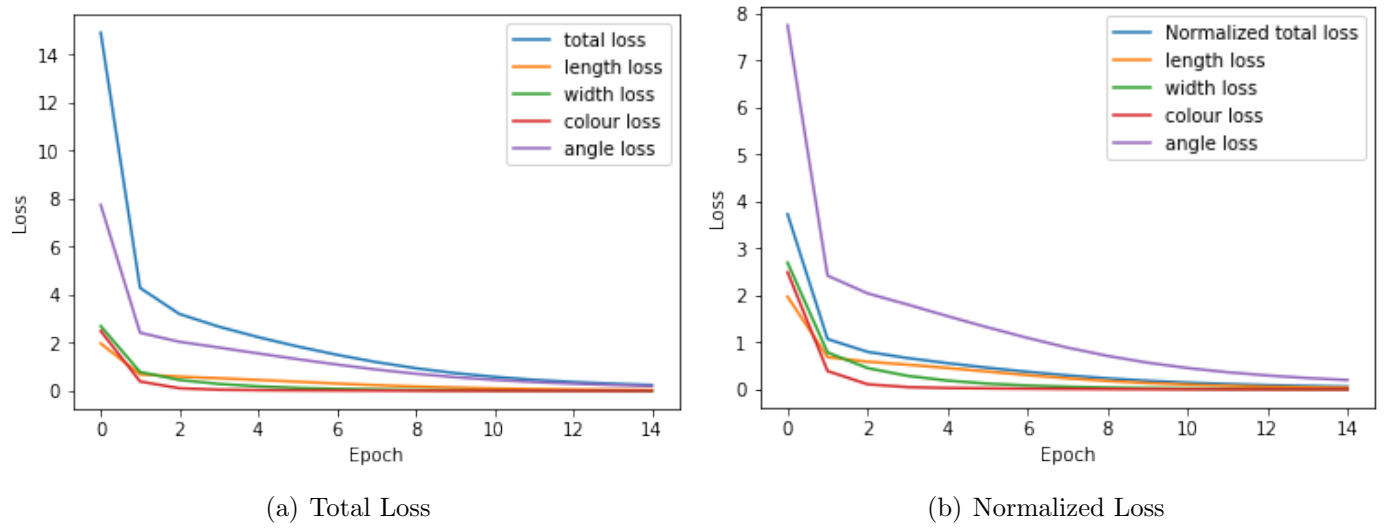 14
12
10
8
6
4
2
0
Loss
0 2 4 6 8 10 12 14
Epoch
total loss
length loss
width loss
colour loss
angle loss
(a) Total Loss
8
7
6
5
4
3
2
1
0
Loss
0 2 4 6 8 10 12 14
Epoch
Normalized total loss
length loss
width loss
colour loss
angle loss
(b) Normalized Loss